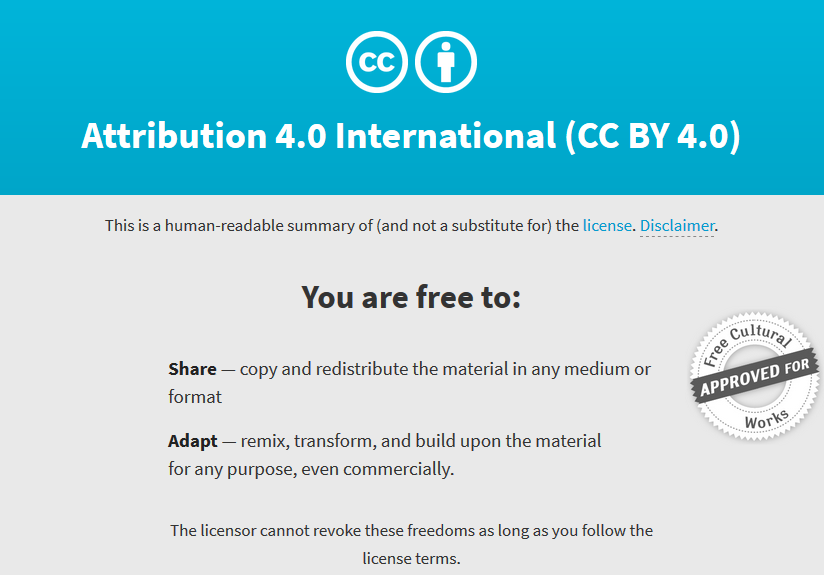 CC
Attribution 4.0 International (CC BY 4.0)
This is a human-readable summary of (and not a substitute for) the license. Disclaimer.
You are free to:
Share — copy and redistribute the material in any medium or
format
Adapt — remix, transform, and build upon the material
for any purpose, even commercially.
Free Cultural
APPROVED FOR
Works
The licensor cannot revoke these freedoms as long as you follow the
license terms.